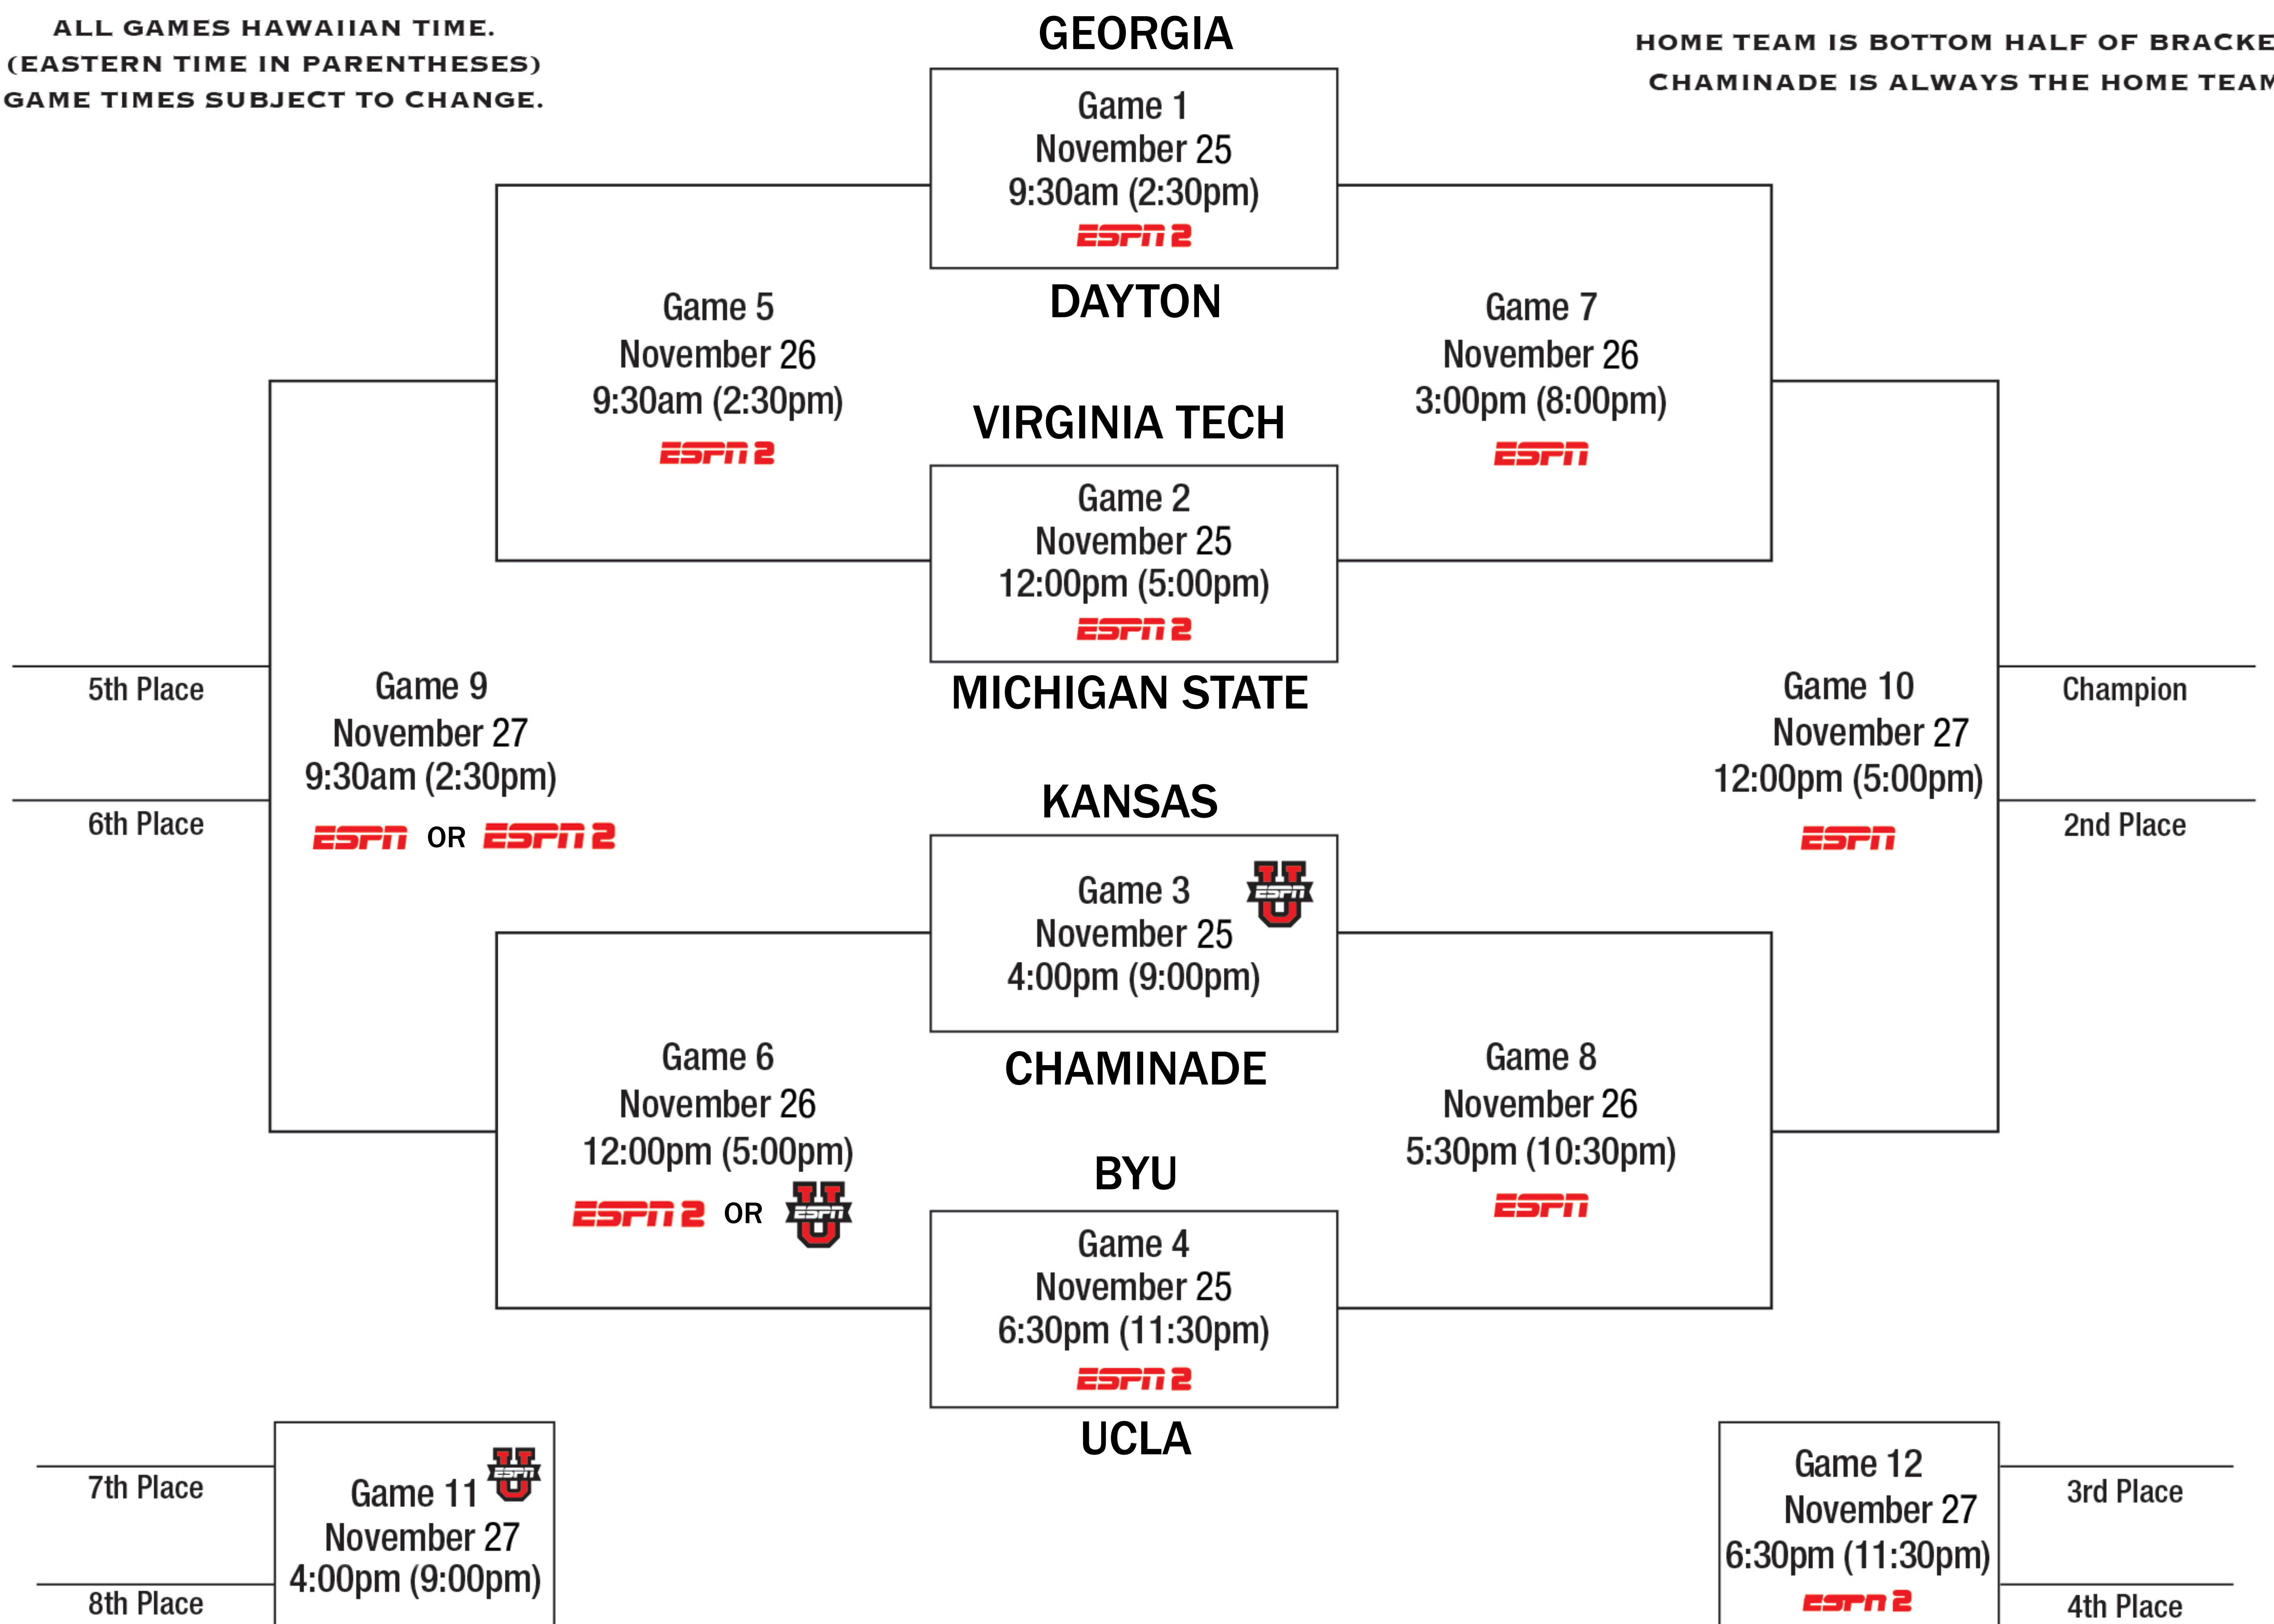 ALL GAMES HAWAIIAN TIME.
(EASTERN TIME IN PARENTHESES)
GAME TIMES SUBJECT TO CHANGE.
HOME TEAM IS BOTTOM HALF OF BRACKE
CHAMINADE IS ALWAYS THE HOME TEAM
GEORGIA
Game 1
November 25
9:30am (2:30pm)
ESPN 2
DAYTON
Game 5
November 26
9:30am (2:30pm)
ESPN 2
Game 7
November 26
3:00pm (8:00pm)
ESPN
VIRGINIA TECH
Game 2
November 25
12:00pm (5:00pm)
ESPN 2
MICHIGAN STATE
5th Place
6th Place
Game 9
November 27
9:30am (2:30pm)
ESPN OR ESPN 2
Game 10
November 27
12:00pm (5:00pm)
ESPN
Champion
2nd Place
KANSAS
Game 3
November 25
4:00pm (9:00pm)
ESPN U
CHAMINADE
Game 6
November 26
12:00pm (5:00pm)
ESPN 2 OR ESPN U
Game 8
November 26
5:30pm (10:30pm)
ESPN
BYU
Game 4
November 25
6:30pm (11:30pm)
ESPN 2
UCLA
7th Place
8th Place
Game 11
November 27
4:00pm (9:00pm)
ESPN U
Game 12
November 27
6:30pm (11:30pm)
ESPN 2
3rd Place
4th Place